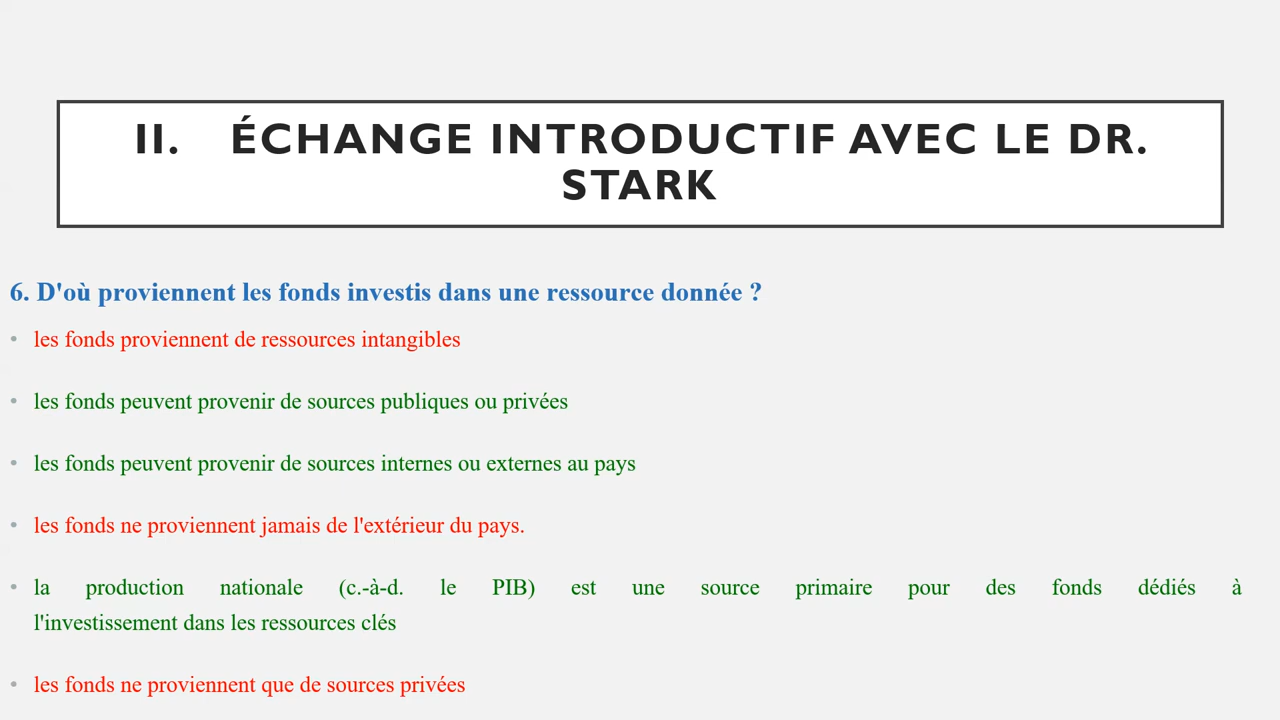 II. ÉCHANGE INTRODUCTIF AVEC LE DR.
STARK
6. D'où proviennent les fonds investis dans une ressource donnée ?
• les fonds proviennent de ressources intangibles
• les fonds peuvent provenir de sources publiques ou privées
• les fonds peuvent provenir de sources internes ou externes au pays
• les fonds ne proviennent jamais de l'extérieur du pays.
• la production nationale (c.-à-d. le PIB) est une source primaire pour des fonds dédiés à
l'investissement dans les ressources clés
• les fonds ne proviennent que de sources privées